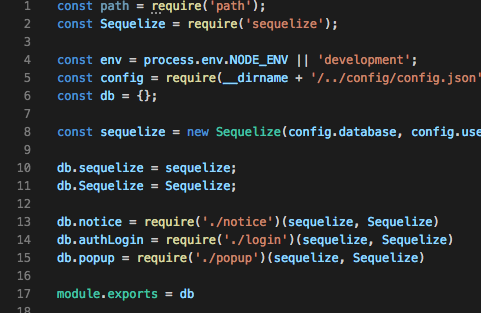 1 const path = require('path');
2 const Sequelize = require('sequelize');
3
4 const env = process.env.NODE_ENV || 'development';
5 const config = require(__dirname + '/../config/config.json'
6 const db = {};
7
8 const sequelize = new Sequelize(config.database, config.use
9
10 db.sequelize = sequelize;
11 db.Sequelize = Sequelize;
12
13 db.notice = require('./notice')(sequelize, Sequelize)
14 db.authLogin = require('./login')(sequelize, Sequelize)
15 db.popup = require('./popup')(sequelize, Sequelize)
16
17 module.exports = db
18